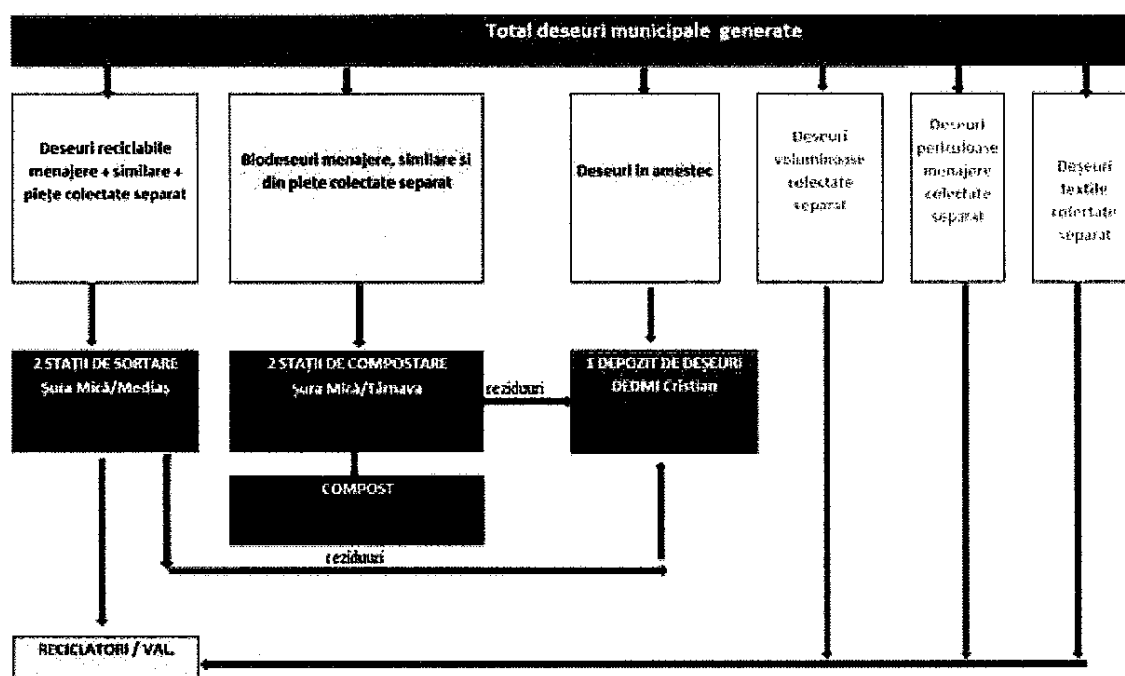 Total deseuri municipale generate
Deseuri reciclabile
menajere + similare +
piețe colectate separat
Biodeseuri menajere, similare si
din piețe colectate separat
Deseuri in amestec
Deseuri
voluminoase
colectate
separat
Deseuri
periculoase
menajere
colectate
separat
Deșeuri
textile
colectate
separat
2 STAȚII DE SORTARE
Șura Mică/Mediaș
2 STAȚII DE COMPOSTARE
Șura Mică/Târnava
reziduuri
1 DEPOZIT DE DEȘEURI
DEDMI Cristian
COMPOST
reziduuri
RECICLATORI / VAL.